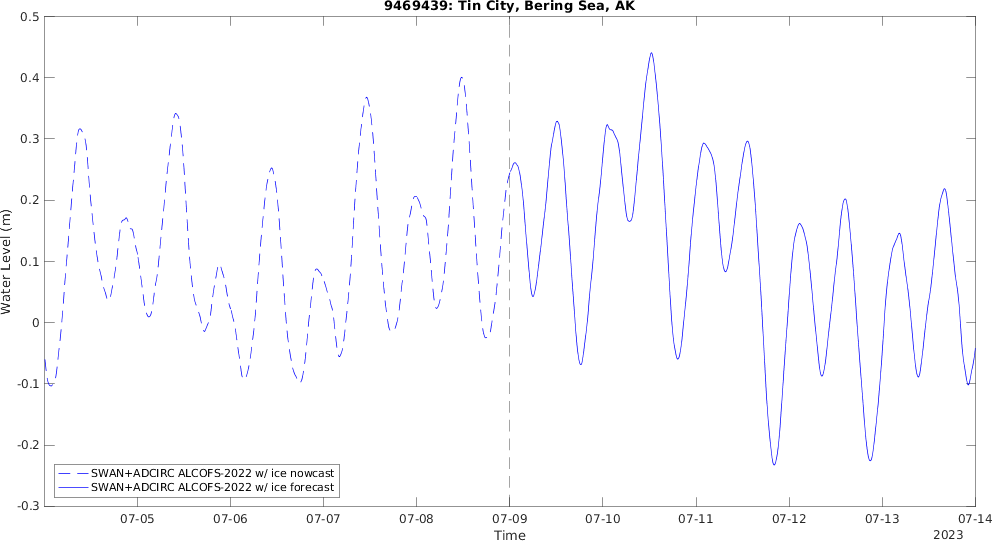 9469439: Tin City, Bering Sea, AK
0.5
0.4
0.3
0.2
0.1
0
-0.1
-0.2
-0.3
Water Level (m)
SWAN+ADCIRC ALCOFS-2022 w/ ice nowcast
SWAN+ADCIRC ALCOFS-2022 w/ ice forecast
07-05 07-06 07-07 07-08 07-09 07-10 07-11 07-12 07-13 07-14
Time
2023